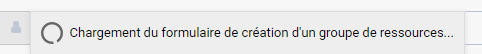 Chargement du formulaire de création d'un groupe de ressources...